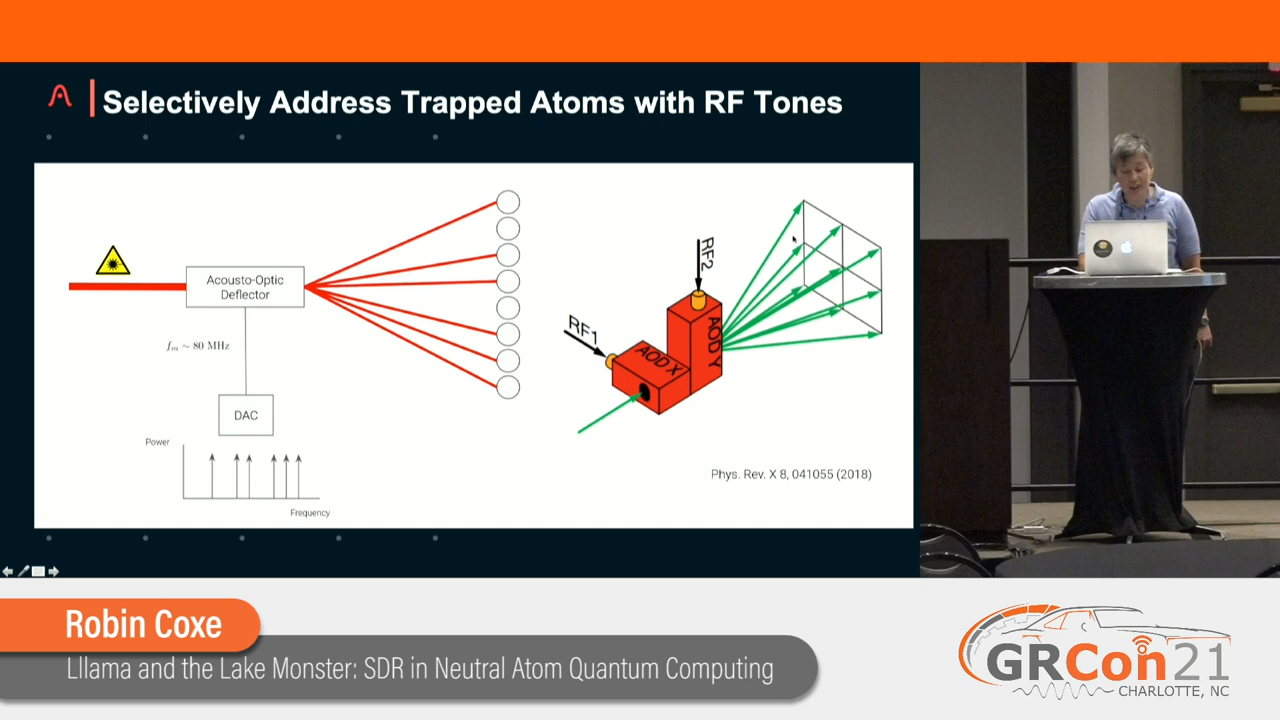 Selectively Address Trapped Atoms with RF Tones
Acousto-Optic
Deflector
fm ~ 80 MHz
DAC
Power
Frequency
RF1
RF2
AOD X
AOD Y
Phys. Rev. X 8, 041055 (2018)
Robin Coxe
Lllama and the Lake Monster: SDR in Neutral Atom Quantum Computing
GRCon21
CHARLOTTE, NC